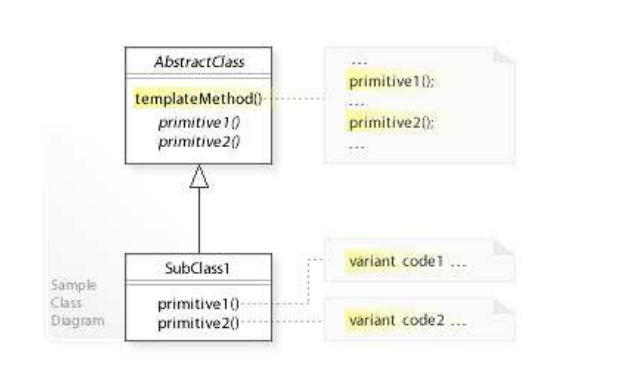 AbstractClass
templateMethod()
primitive1()
primitive2()
...
primitive1();
...
primitive2();
...
SubClass1
primitive1()
primitive2()
variant code1 ...
variant code2 ...
Sample
Class
Diagram